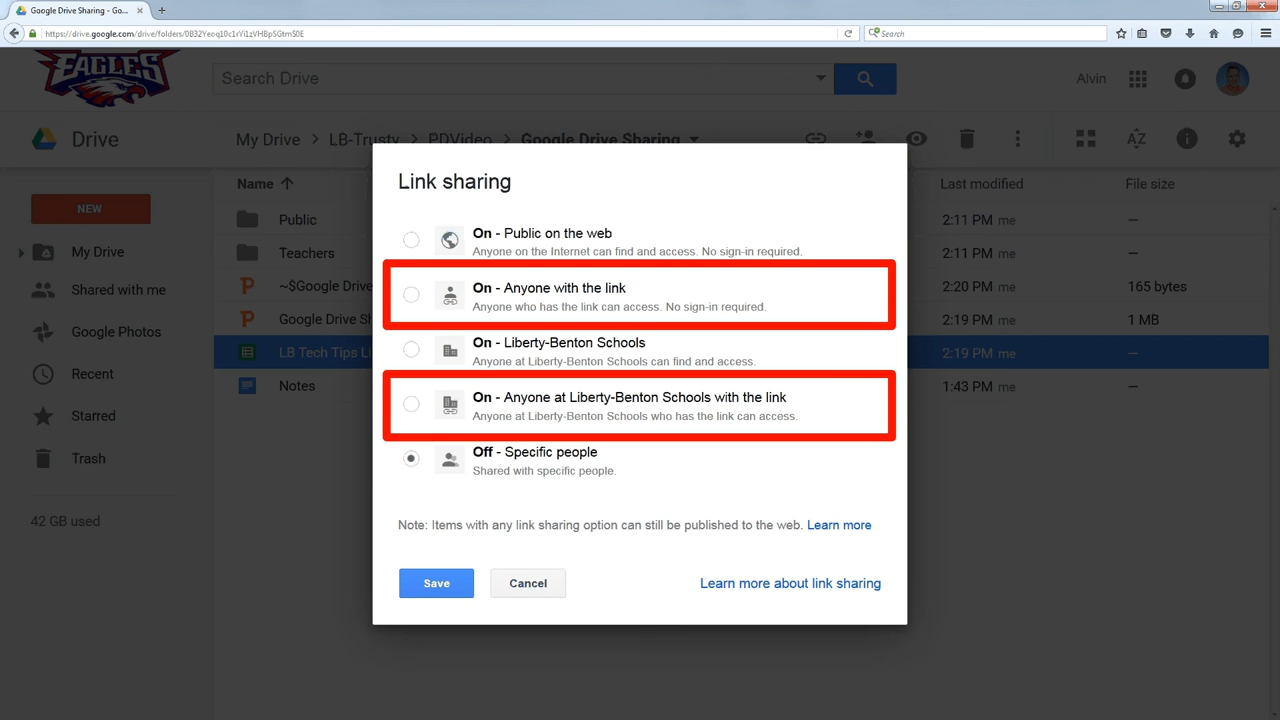 Google Drive Sharing - Go...
https://drive.google.com/drive/folders/0B32Yeoq10c1rVi1zVHBpSGtmS0E
Search
EAGLES
Search Drive
Alvin
Drive
My Drive > LB-Trusty > PDVideo > Google Drive Sharing
Name
Last modified
File size
NEW
My Drive
Shared with me
Google Photos
Recent
Starred
Trash
42 GB used
Public
2:11 PM me
—
Teachers
2:11 PM me
—
~$Google Drive
2:20 PM me
165 bytes
Google Drive Sh
2:19 PM me
1 MB
LB Tech Tips Li
2:19 PM me
—
Notes
1:43 PM me
—
Link sharing
On - Public on the web
Anyone on the Internet can find and access. No sign-in required.
On - Anyone with the link
Anyone who has the link can access. No sign-in required.
On - Liberty-Benton Schools
Anyone at Liberty-Benton Schools can find and access.
On - Anyone at Liberty-Benton Schools with the link
Anyone at Liberty-Benton Schools who has the link can access.
Off - Specific people
Shared with specific people.
Note: Items with any link sharing option can still be published to the web. Learn more
Save
Cancel
Learn more about link sharing